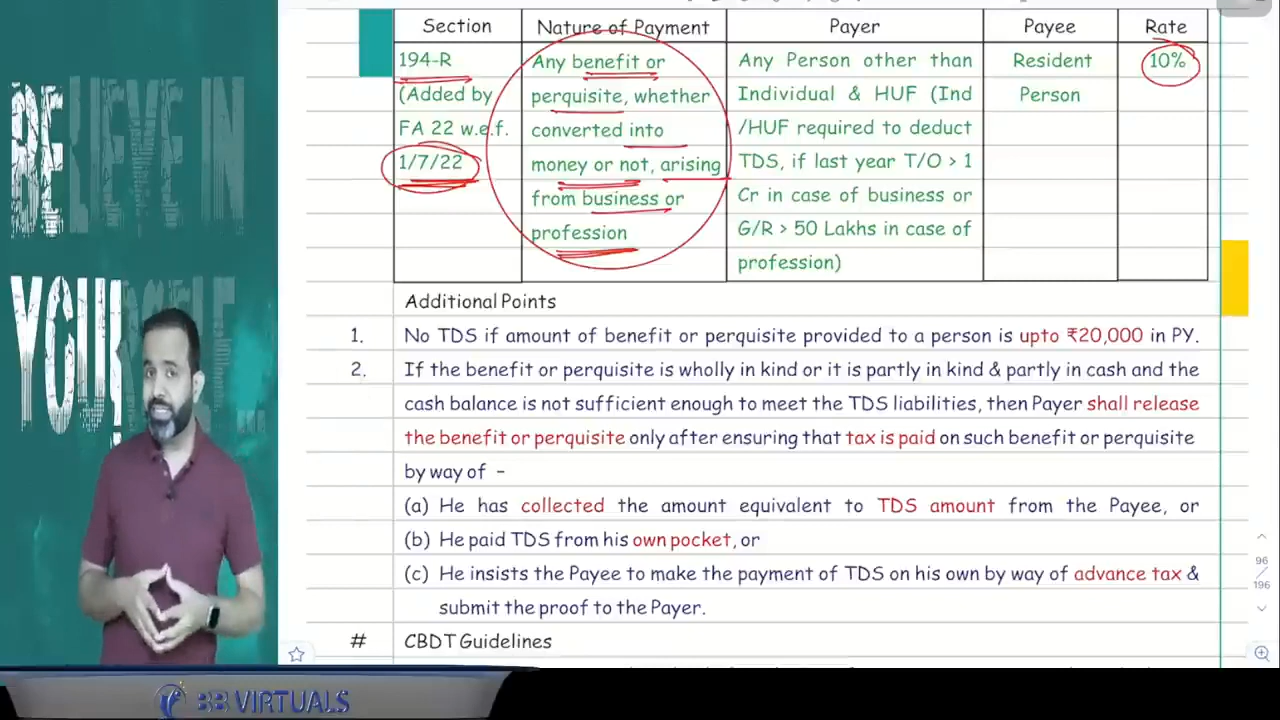 BELIEVE IN
YOURSELF...
Section Nature of Payment Payer Payee Rate
194-R Any benefit or Any Person other than Resident 10%
(Added by perquisite, whether Individual & HUF (Ind Person
FA 22 w.e.f. converted into /HUF required to deduct
1/7/22 money or not, arising TDS, if last year T/O > 1
from business or Cr in case of business or
profession G/R > 50 Lakhs in case of
profession)
Additional Points
1. No TDS if amount of benefit or perquisite provided to a person is upto ₹20,000 in PY.
2. If the benefit or perquisite is wholly in kind or it is partly in kind & partly in cash and the
cash balance is not sufficient enough to meet the TDS liabilities, then Payer shall release
the benefit or perquisite only after ensuring that tax is paid on such benefit or perquisite
by way of -
(a) He has collected the amount equivalent to TDS amount from the Payee, or
(b) He paid TDS from his own pocket, or
(c) He insists the Payee to make the payment of TDS on his own by way of advance tax &
submit the proof to the Payer.
# CBDT Guidelines
96
/
196
BB VIRTUALS